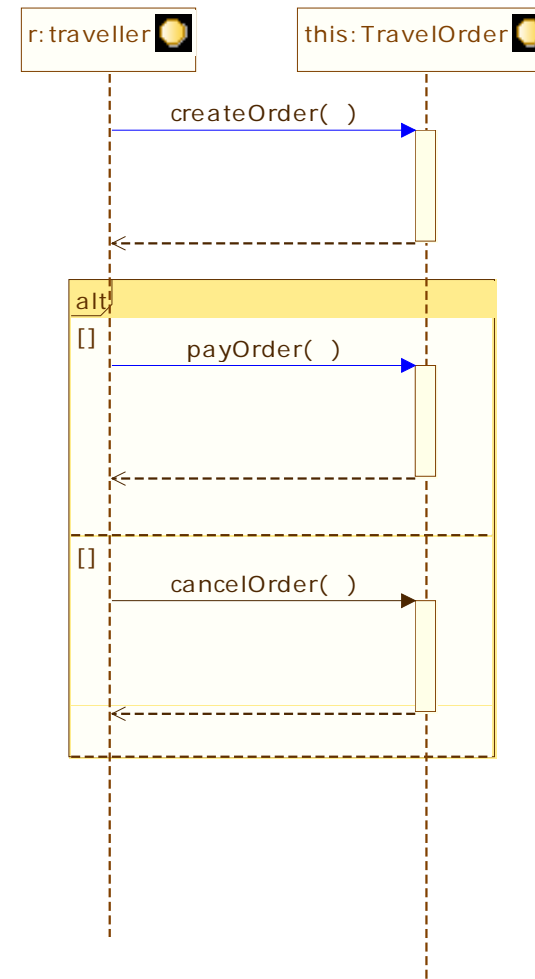 r:traveller
this:TravelOrder
createOrder( )
alt
[]
payOrder( )
[]
cancelOrder( )